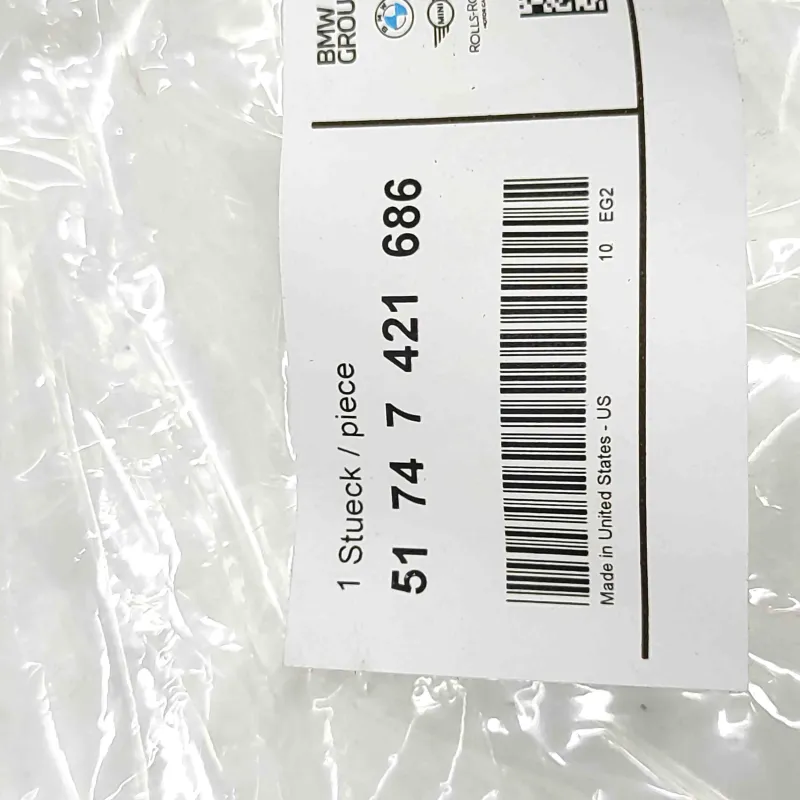 BMW
GROU
MINI
ROLLS-RO
1 Stueck / piece
51 74 7 421 686
Made in United States - US 10 EG2